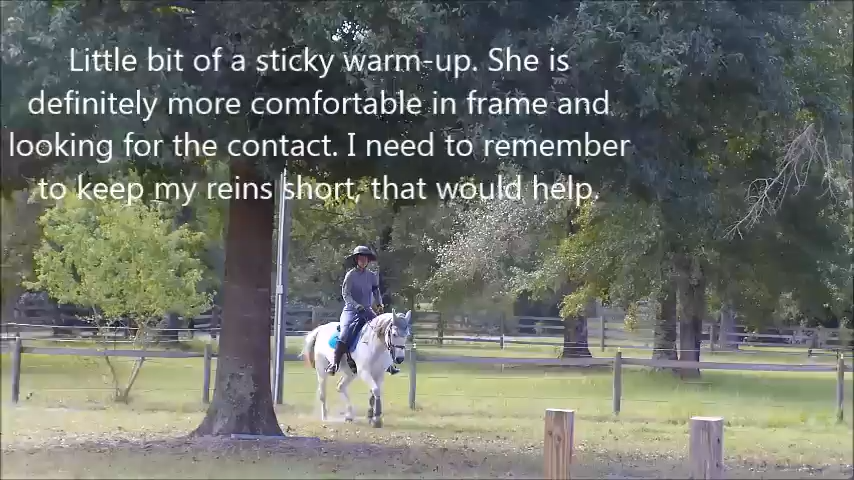 Little bit of a sticky warm-up. She is
definitely more comfortable in frame and
looking for the contact. I need to remember
to keep my reins short, that would help.